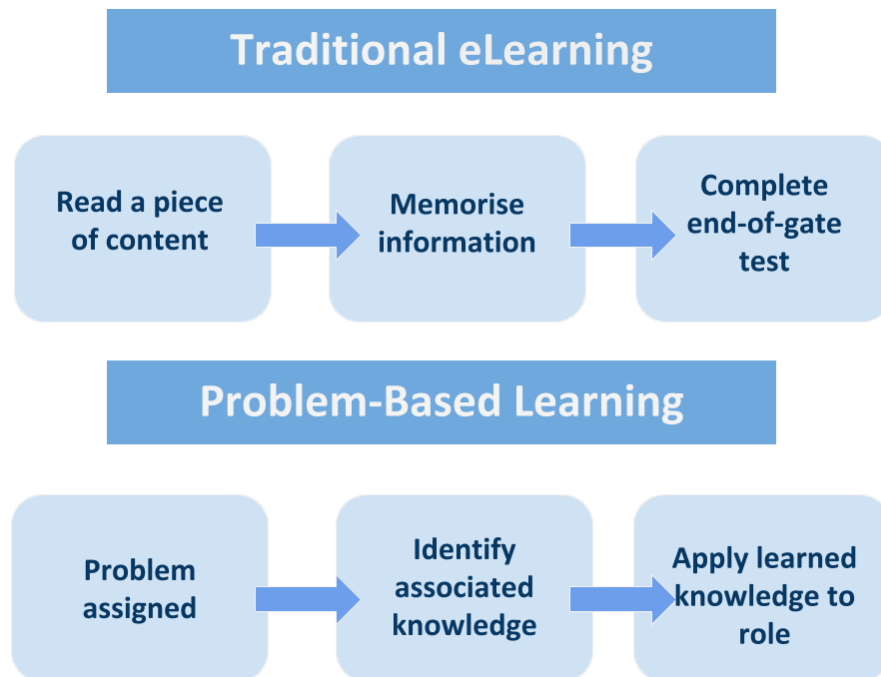 Traditional eLearning
Read a piece
of content
Memorise
information
Complete
end-of-gate
test
Problem-Based Learning
Problem
assigned
Identify
associated
knowledge
Apply learned
knowledge to
role